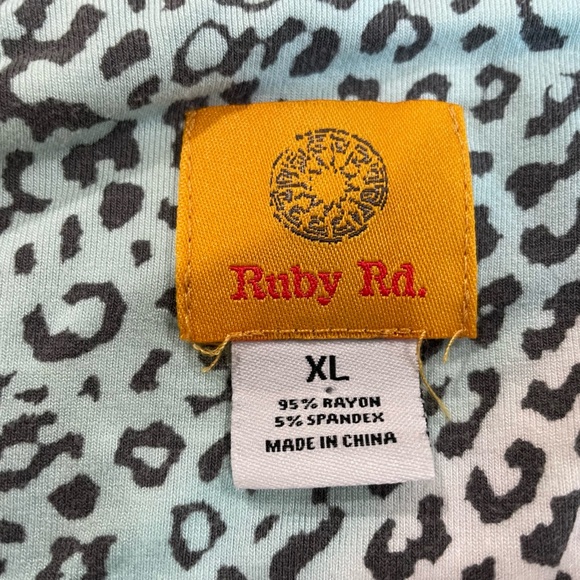 Ruby Rd.
XL
95% RAYON
5% SPANDEX
MADE IN CHINA